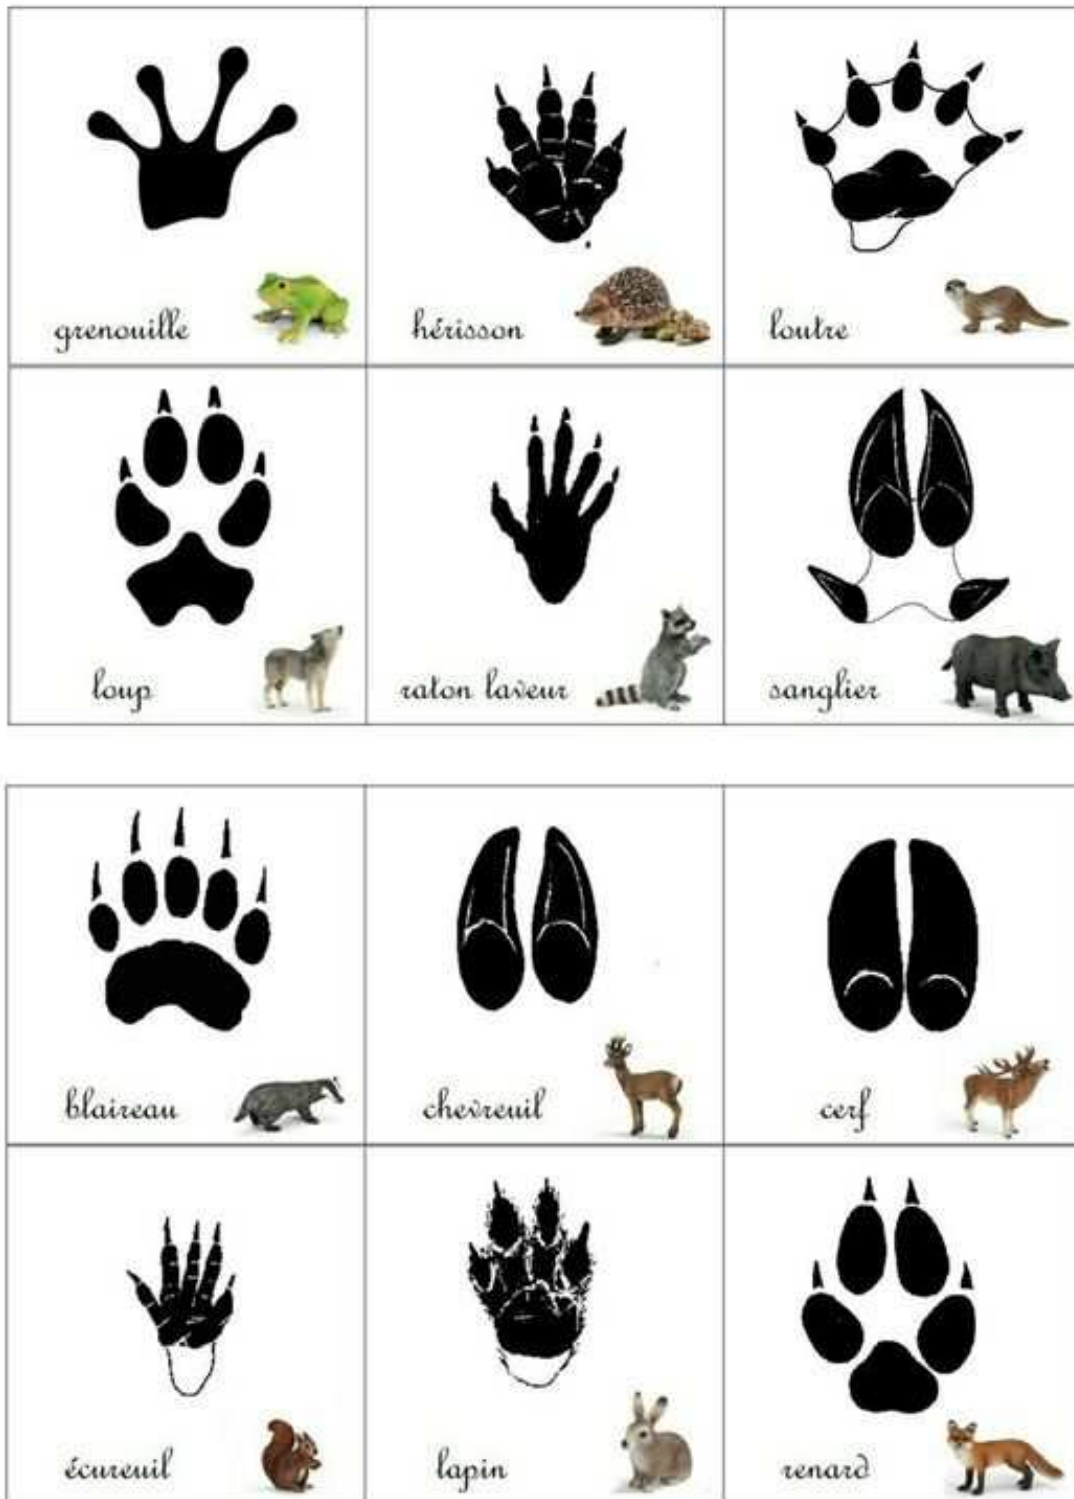 grenouille
hérisson
loutre
loup
raton laveur
sanglier
blaireau
chevreuil
cerf
écureuil
lapin
renard